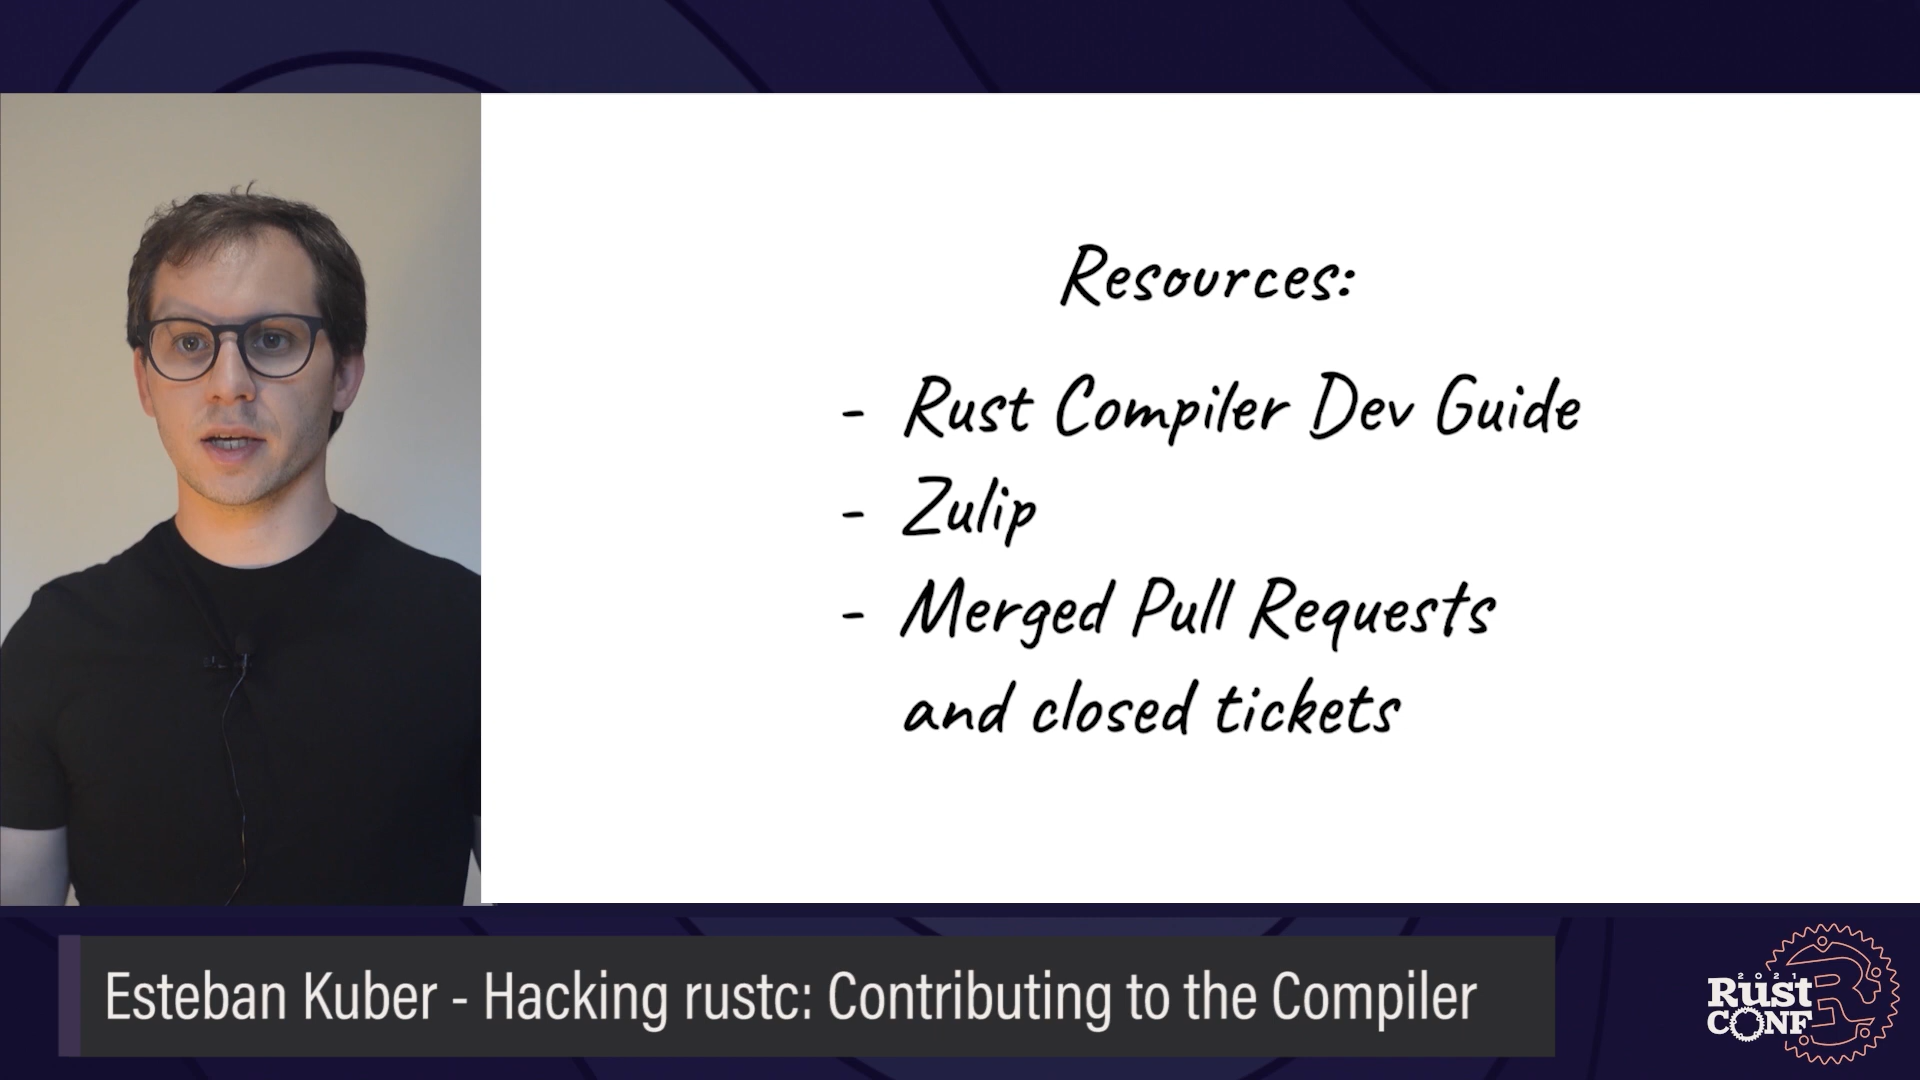 Resources:
- Rust Compiler Dev Guide
- Zulip
- Merged Pull Requests
and closed tickets
Esteban Kuber - Hacking rustc: Contributing to the Compiler
2021
Rust
CONF
R